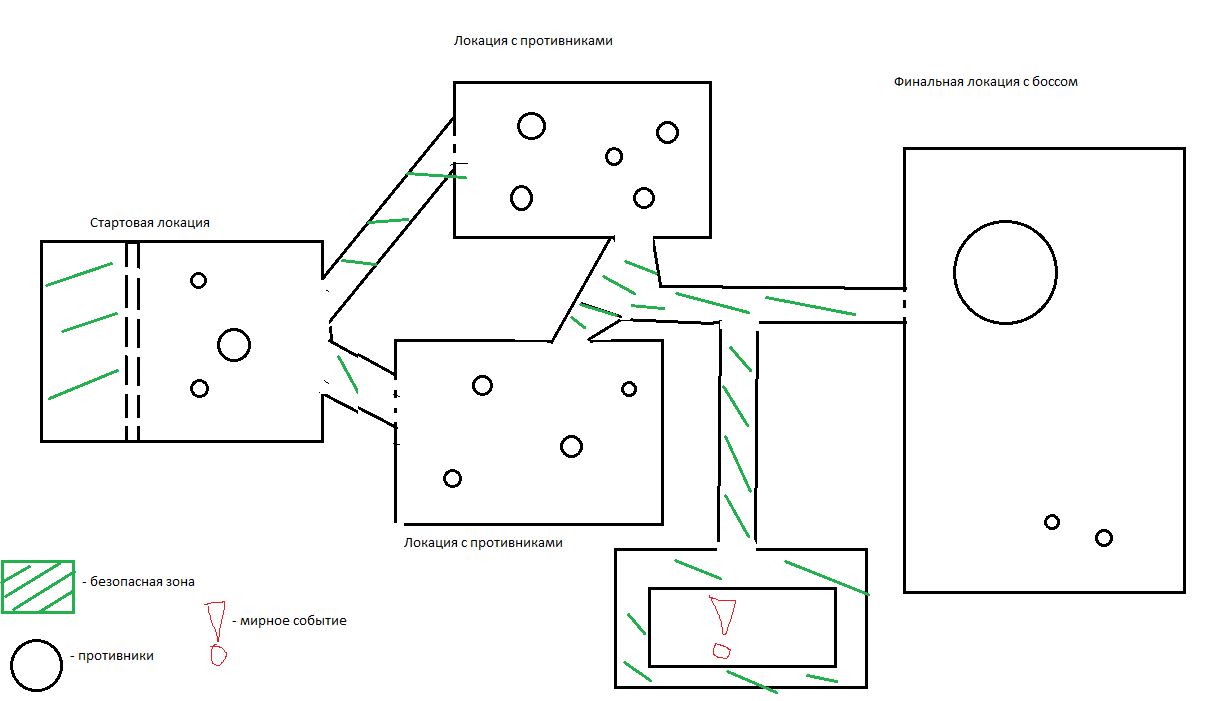 Локация с противниками
Финальная локация с боссом
Стартовая локация
Локация с противниками
- безопасная зона
- мирное событие
- противники